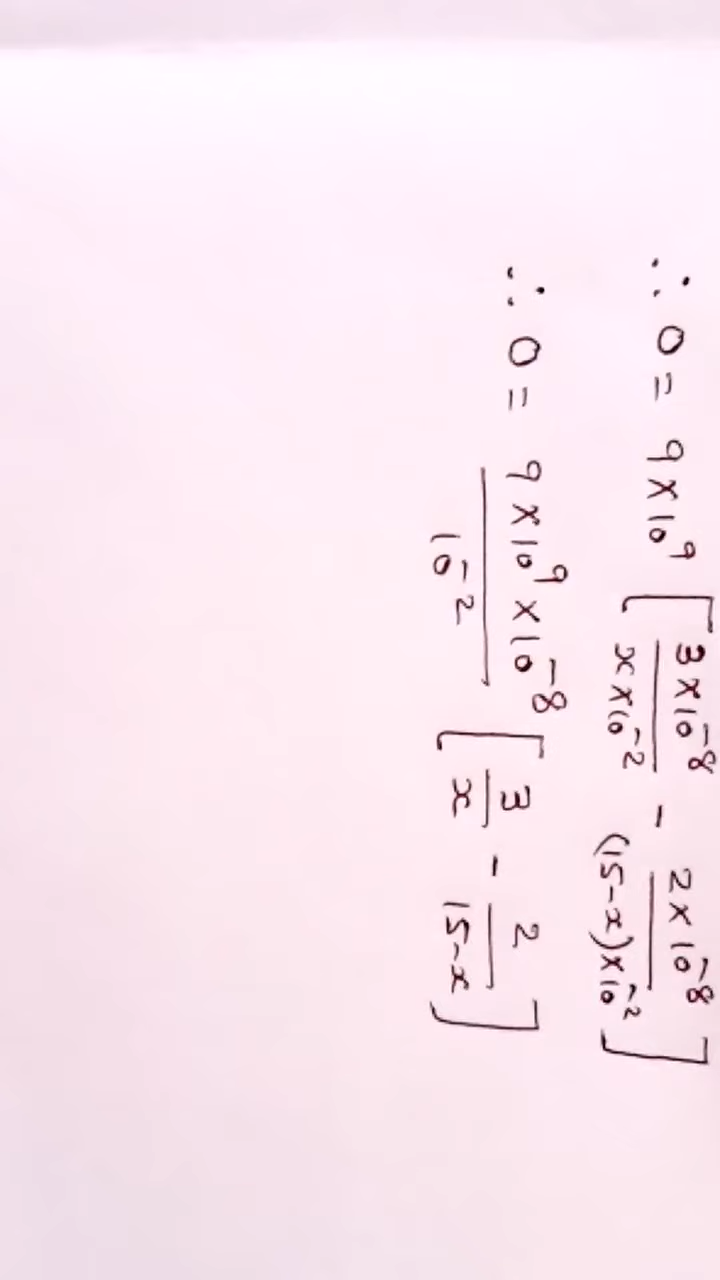 ∴ 0 = 9 × 10⁹ [ 3 × 10⁻⁸ / x × 10⁻² - 2 × 10⁻⁸ / (15-x) × 10⁻² ]
∴ 0 = 9 × 10⁹ × 10⁻⁸ / 10⁻² [ 3 / x - 2 / 15-x ]